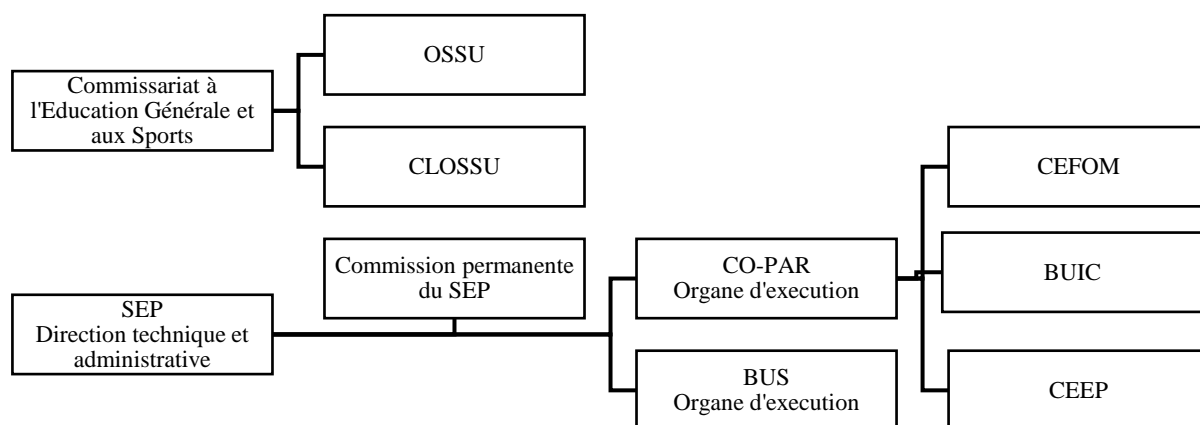 OSSU
Commissariat à
l'Education Générale et
aux Sports
CLOSSU
CEFOM
Commission permanente
du SEP
CO-PAR
Organe d'execution
BUIC
SEP
Direction technique et
administrative
BUS
Organe d'execution
CEEP